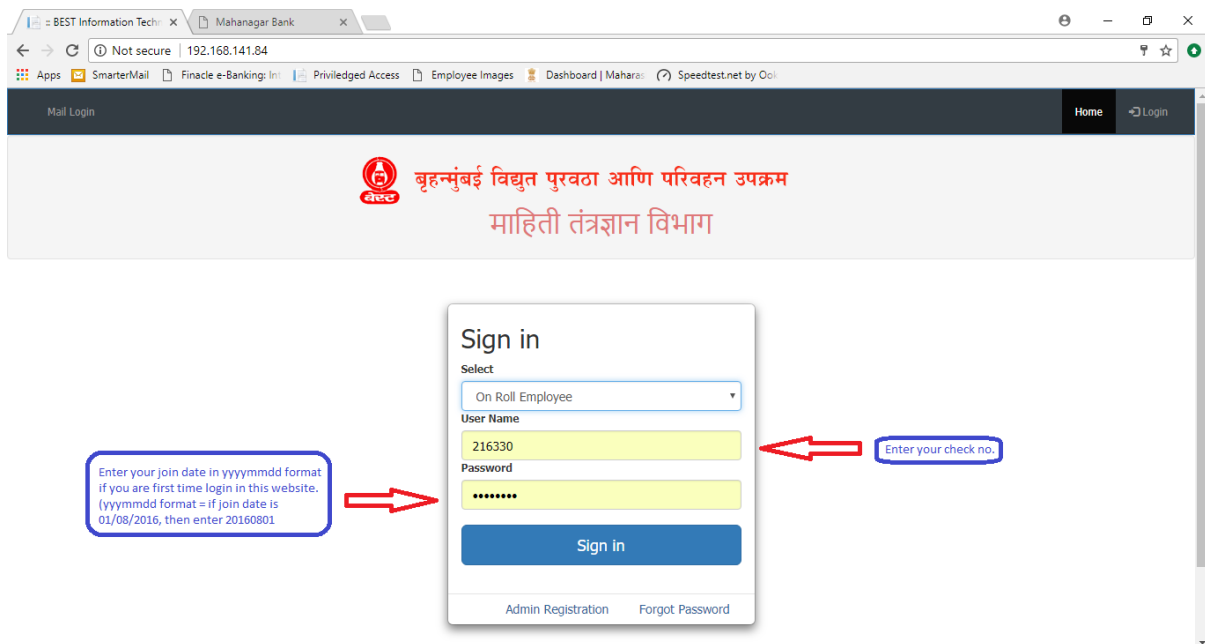 :: BEST Information Techn
Mahanagar Bank
Not secure | 192.168.141.84
Apps SmarterMail Finacle e-Banking: Int Priviledged Access Employee Images Dashboard | Maharas Speedtest.net by Ook
Mail Login
Home
Login
बृहन्मुंबई विद्युत पुरवठा आणि परिवहन उपक्रम
बेस्ट
माहिती तंत्रज्ञान विभाग
Sign in
Select
On Roll Employee
User Name
216330
Enter your check no.
Password
Enter your join date in yyyymmdd format
if you are first time login in this website.
(yyymmdd format = if join date is
01/08/2016, then enter 20160801
Sign in
Admin Registration Forgot Password